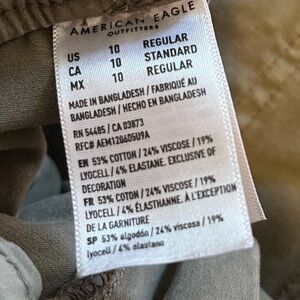 AMERICAN EAGLE
OUTFITTERS
US 10 REGULAR
CA 10 STANDARD
MX 10 REGULAR
MADE IN BANGLADESH / FABRIQUÉ AU
BANGLADESH / HECHO EN BANGLADESH
RN 54485 / CA 03873
REC# AEM120605U9A
EN 53% COTTON / 24% VISCOSE / 19%
LYOCELL / 4% ELASTANE. EXCLUSIVE OF
DECORATION
FR 53% COTON / 24% VISCOSE / 19%
LYOCELL / 4% ÉLASTHANNE. À L'EXCEPTION
DE LA GARNITURE
SP 53% algodón / 24% viscosa / 19%
lyocell / 4% elastano